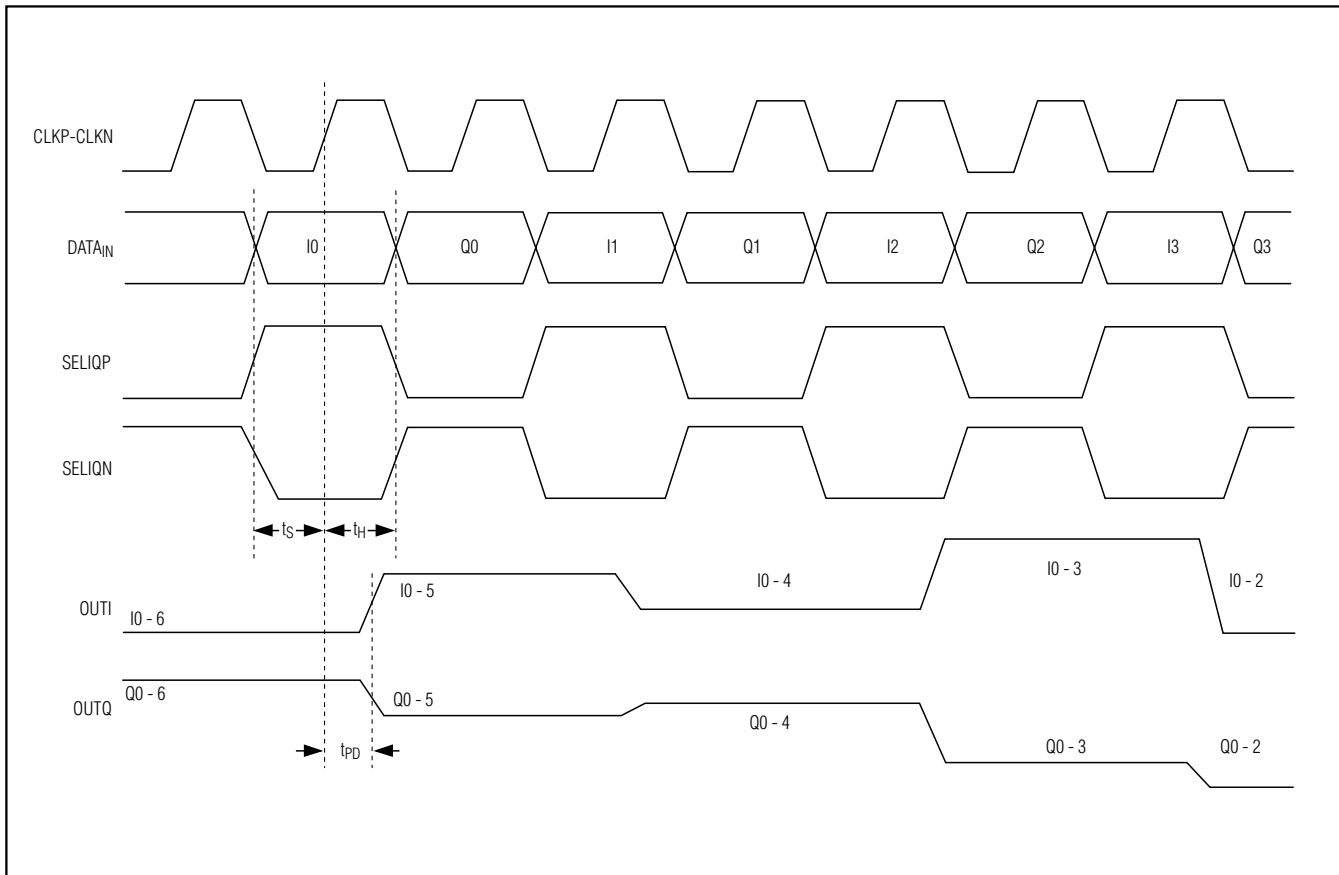 CLKP-CLKN
DATAIN I0 Q0 I1 Q1 I2 Q2 I3 Q3
SELIQP
SELIQN
tS tH
OUTI I0 - 6 I0 - 5 I0 - 4 I0 - 3 I0 - 2
OUTQ Q0 - 6 Q0 - 5 Q0 - 4 Q0 - 3 Q0 - 2
tPD